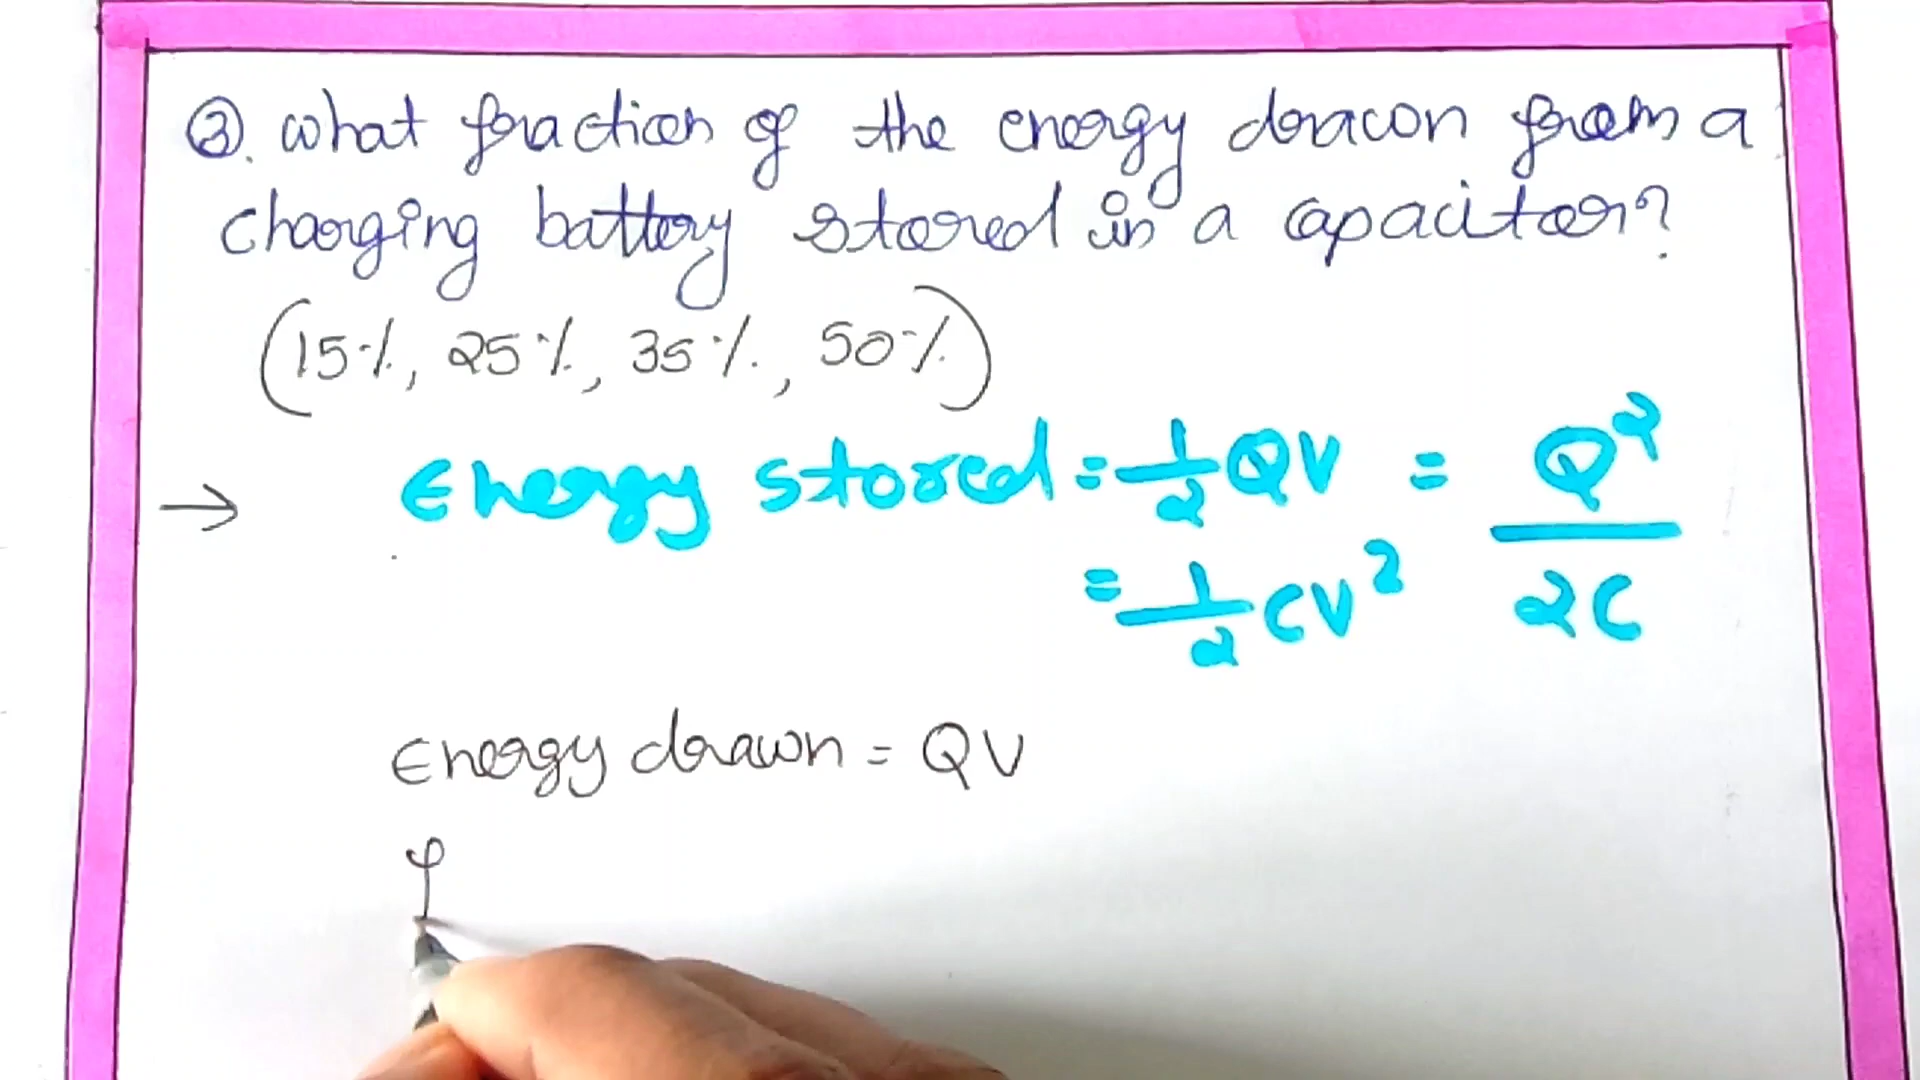 ②. What fraction of the energy drawn from a
charging battery stored in a capacitor?
(15%, 25%, 35%, 50%)
→ Energy stored = 1/2 QV = Q²/2C
= 1/2 CV²
Energy drawn = QV
f